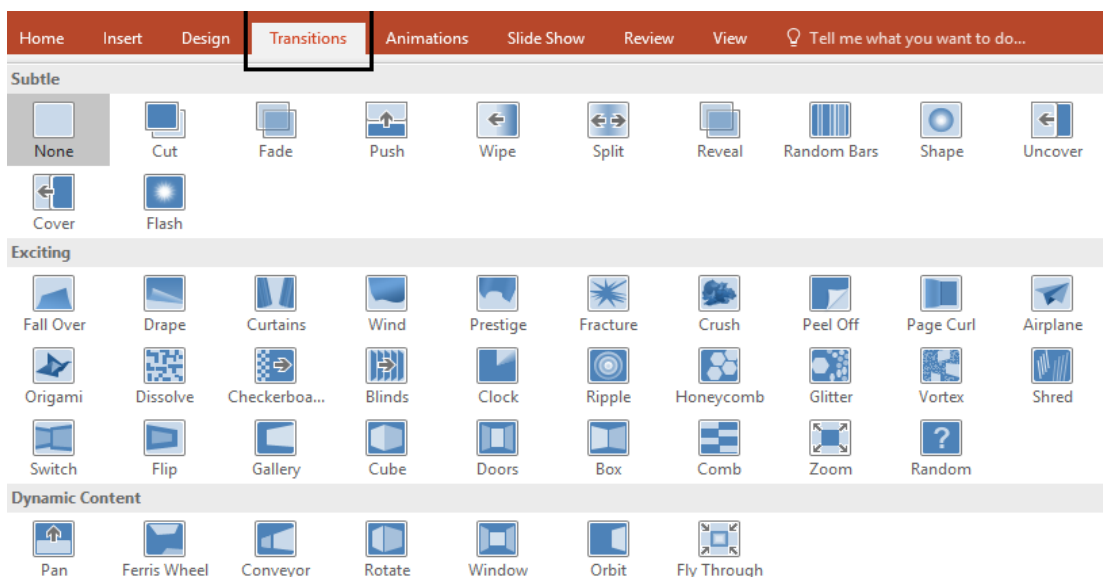 Home Insert Design Transitions Animations Slide Show Review View Tell me what you want to do...
Subtle
None Cut Fade Push Wipe Split Reveal Random Bars Shape Uncover
Cover Flash
Exciting
Fall Over Drape Curtains Wind Prestige Fracture Crush Peel Off Page Curl Airplane
Origami Dissolve Checkerboa... Blinds Clock Ripple Honeycomb Glitter Vortex Shred
?
Switch Flip Gallery Cube Doors Box Comb Zoom Random
Dynamic Content
Pan Ferris Wheel Conveyor Rotate Window Orbit Fly Through